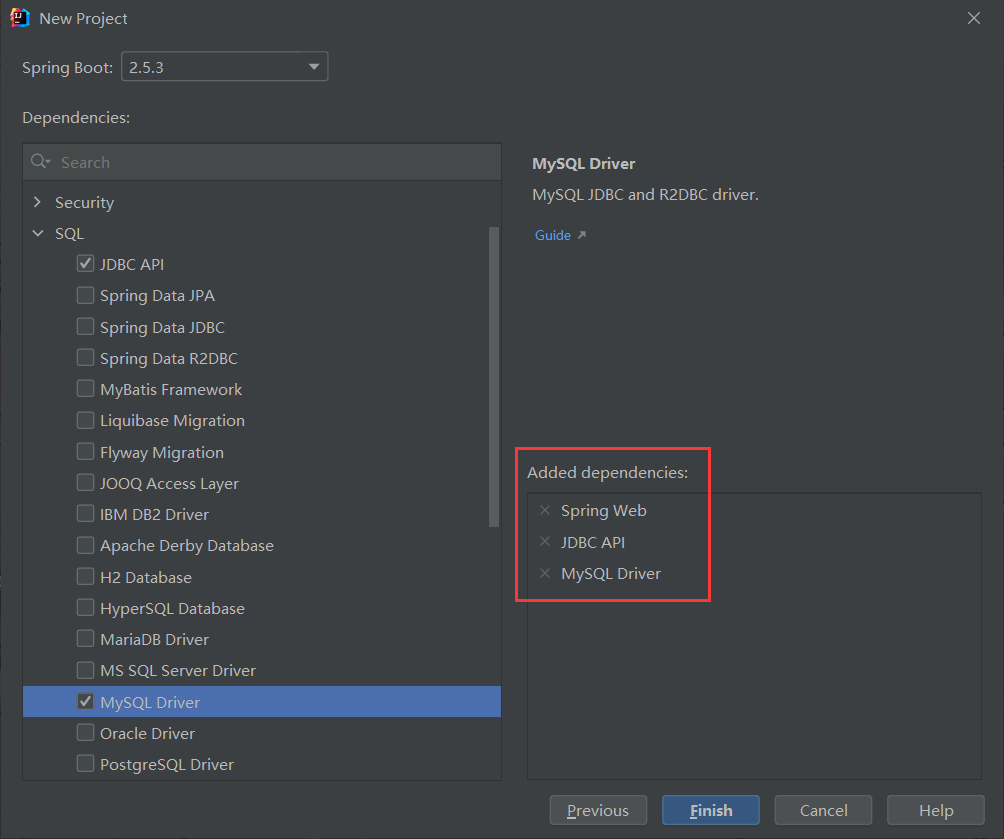 New Project
Spring Boot: 2.5.3
Dependencies:
Search
Security
SQL
JDBC API
Spring Data JPA
Spring Data JDBC
Spring Data R2DBC
MyBatis Framework
Liquibase Migration
Flyway Migration
JOOQ Access Layer
IBM DB2 Driver
Apache Derby Database
H2 Database
HyperSQL Database
MariaDB Driver
MS SQL Server Driver
MySQL Driver
Oracle Driver
PostgreSQL Driver
MySQL Driver
MySQL JDBC and R2DBC driver.
Guide
Added dependencies:
Spring Web
JDBC API
MySQL Driver
Previous
Finish
Cancel
Help